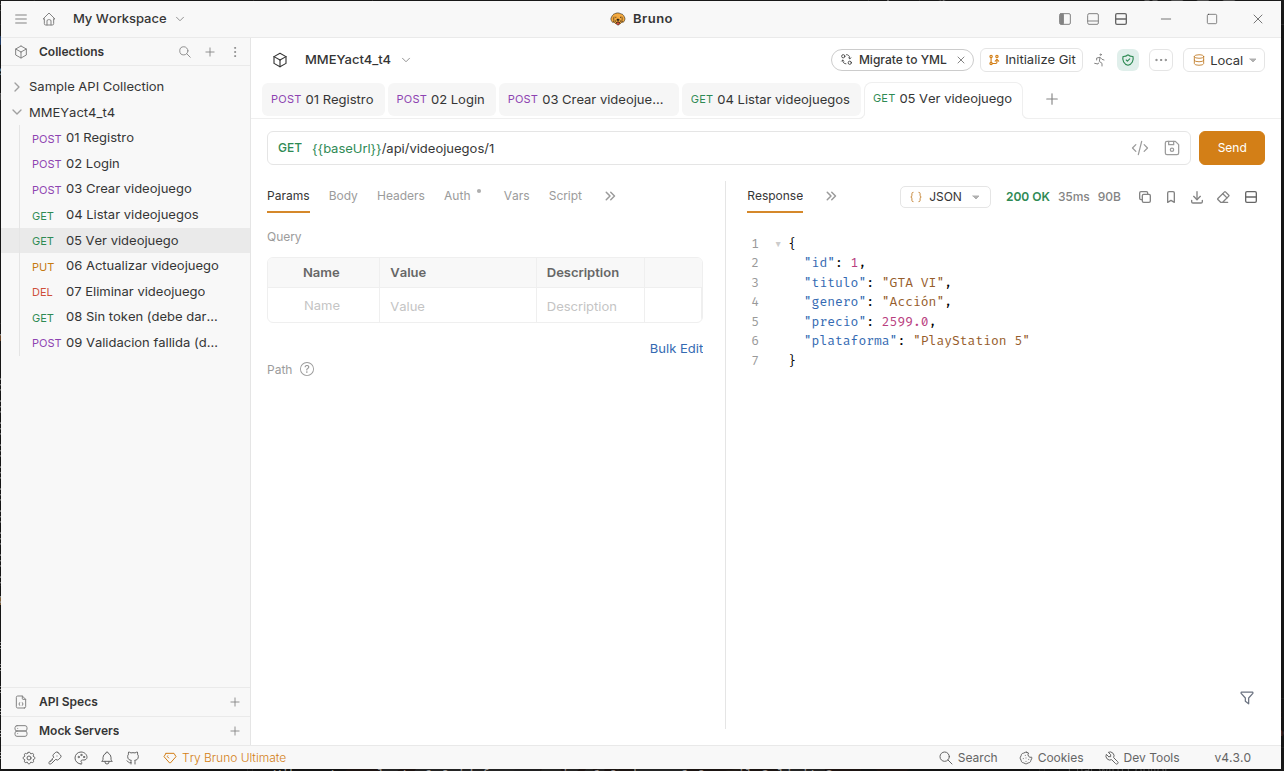 My Workspace
Bruno
Collections
MMEYact4_t4
Migrate to YML
Initialize Git
Local
Sample API Collection
MMEYact4_t4
POST 01 Registro
POST 02 Login
POST 03 Crear videojuego
GET 04 Listar videojuegos
GET 05 Ver videojuego
PUT 06 Actualizar videojuego
DEL 07 Eliminar videojuego
GET 08 Sin token (debe dar...
POST 09 Validacion fallida (d...
POST 01 Registro
POST 02 Login
POST 03 Crear videojue...
GET 04 Listar videojuegos
GET 05 Ver videojuego
GET {{baseUrl}}/api/videojuegos/1
Send
Params Body Headers Auth Vars Script
Query
Name Value Description
Name Value Description
Bulk Edit
Path ?
Response
{ } JSON
200 OK 35ms 90B
1 {
2 "id": 1,
3 "titulo": "GTA VI",
4 "genero": "Acción",
5 "precio": 2599.0,
6 "plataforma": "PlayStation 5"
7 }
API Specs
Mock Servers
Try Bruno Ultimate
Search
Cookies
Dev Tools
v4.3.0